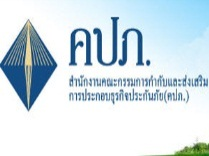 คปภ.
สำนักงานคณะกรรมการกำกับและส่งเสริม
การประกอบธุรกิจประกันภัย(คปภ.)